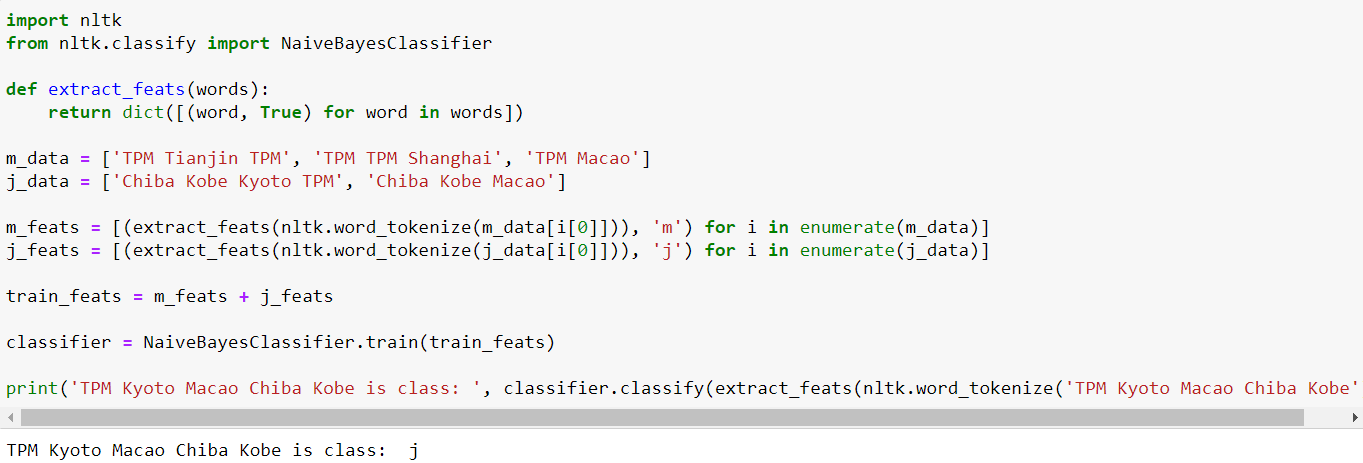 import nltk
from nltk.classify import NaiveBayesClassifier
def extract_feats(words):
    return dict([(word, True) for word in words])
m_data = ['TPM Tianjin TPM', 'TPM TPM Shanghai', 'TPM Macao']
j_data = ['Chiba Kobe Kyoto TPM', 'Chiba Kobe Macao']
m_feats = [(extract_feats(nltk.word_tokenize(m_data[i[0]])), 'm') for i in enumerate(m_data)]
j_feats = [(extract_feats(nltk.word_tokenize(j_data[i[0]])), 'j') for i in enumerate(j_data)]
train_feats = m_feats + j_feats
classifier = NaiveBayesClassifier.train(train_feats)
print('TPM Kyoto Macao Chiba Kobe is class: ', classifier.classify(extract_feats(nltk.word_tokenize('TPM Kyoto Macao Chiba Kobe'
TPM Kyoto Macao Chiba Kobe is class:  j